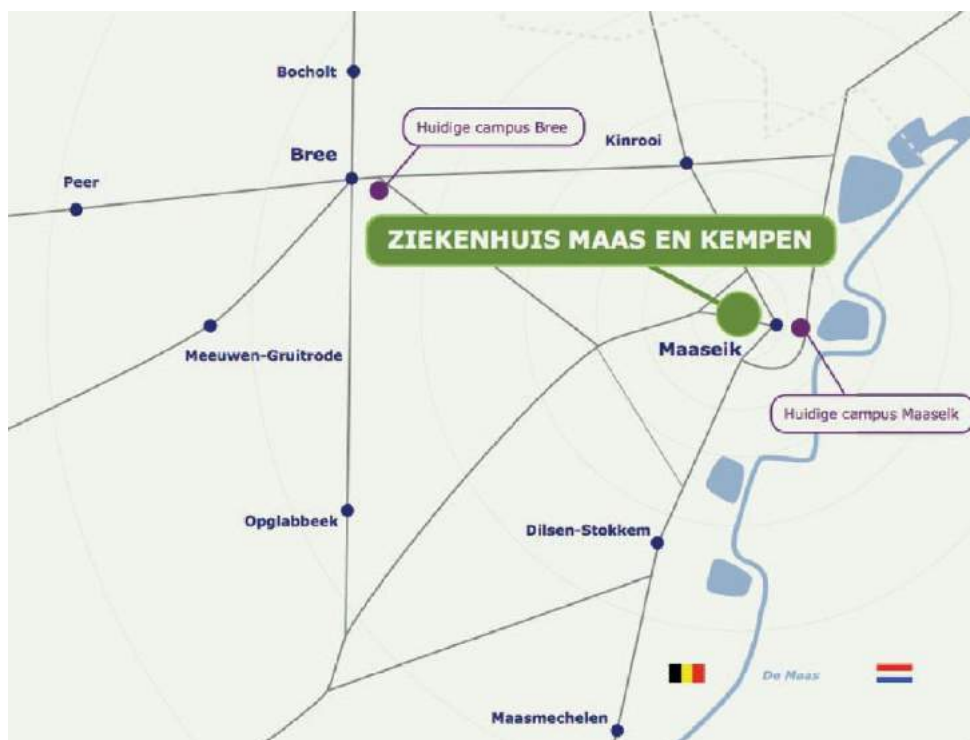 Bocholt
Huidige campus Bree
Kinrooi
Bree
Peer
ZIEKENHUIS MAAS EN KEMPEN
Maaseik
Meeuwen-Gruitrode
Huidige campus Maaseik
Opglabbeek
Dilsen-Stokkem
De Maas
Maasmechelen